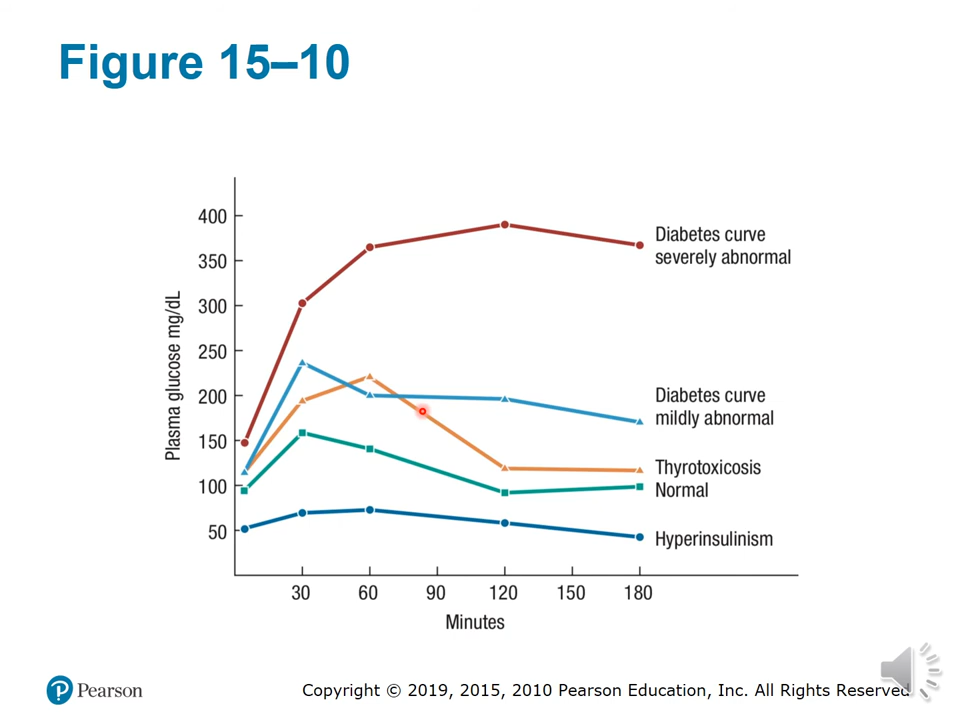 Figure 15–10
Plasma glucose mg/dL
400
350
300
250
200
150
100
50
30 60 90 120 150 180
Minutes
Diabetes curve
severely abnormal
Diabetes curve
mildly abnormal
Thyrotoxicosis
Normal
Hyperinsulinism
P Pearson
Copyright © 2019, 2015, 2010 Pearson Education, Inc. All Rights Reserved